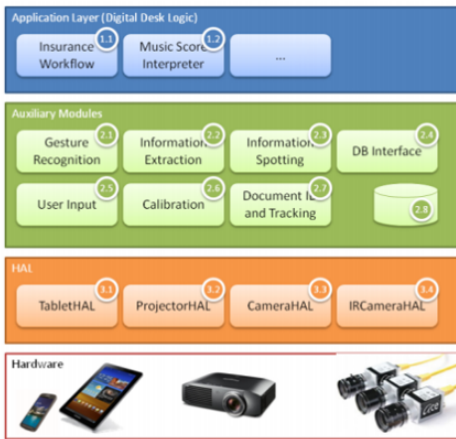 Application Layer (Digital Desk Logic)
1.1
Insurance
Workflow
1.2
Music Score
Interpreter
...
Auxiliary Modules
2.1
Gesture
Recognition
2.2
Information
Extraction
2.3
Information
Spotting
2.4
DB Interface
2.5
User Input
2.6
Calibration
2.7
Document ID
and Tracking
2.8
HAL
3.1
TabletHAL
3.2
ProjectorHAL
3.3
CameraHAL
3.4
IRCameraHAL
Hardware